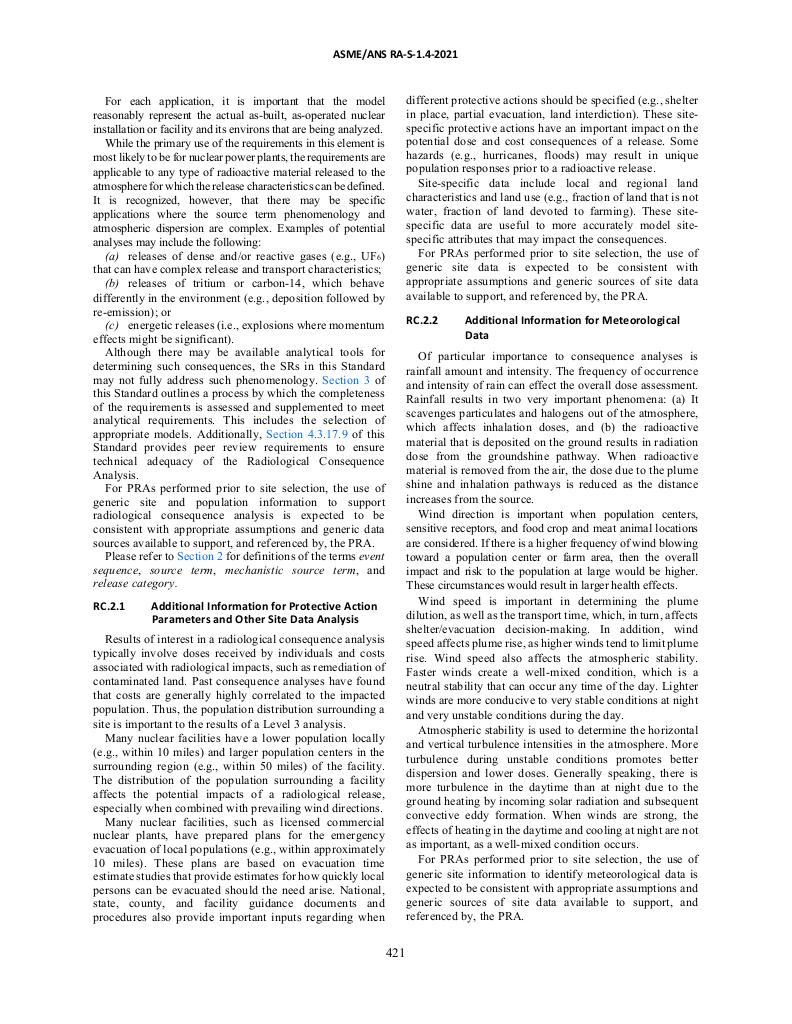 ASME/ANS RA-S-1.4-2021
For each application, it is important that the model
reasonably represent the actual as-built, as-operated nuclear
installation or facility and its environs that are being analyzed.
While the primary use of the requirements in this element is
most likely to be for nuclear power plants, the requirements are
applicable to any type of radioactive material released to the
atmosphere for which the release characteristics can be defined.
It is recognized, however, that there may be specific
applications where the source term phenomenology and
atmospheric dispersion are complex. Examples of potential
analyses may include the following:
(a) releases of dense and/or reactive gases (e.g., UF6)
that can have complex release and transport characteristics;
(b) releases of tritium or carbon-14, which behave
differently in the environment (e.g., deposition followed by
re-emission); or
(c) energetic releases (i.e., explosions where momentum
effects might be significant).
Although there may be available analytical tools for
determining such consequences, the SRs in this Standard
may not fully address such phenomenology. Section 3 of
this Standard outlines a process by which the completeness
of the requirements is assessed and supplemented to meet
analytical requirements. This includes the selection of
appropriate models. Additionally, Section 4.3.17.9 of this
Standard provides peer review requirements to ensure
technical adequacy of the Radiological Consequence
Analysis.
For PRAs performed prior to site selection, the use of
generic site and population information to support
radiological consequence analysis is expected to be
consistent with appropriate assumptions and generic data
sources available to support, and referenced by, the PRA.
Please refer to Section 2 for definitions of the terms event
sequence, source term, mechanistic source term, and
release category.
RC.2.1 Additional Information for Protective Action
Parameters and Other Site Data Analysis
Results of interest in a radiological consequence analysis
typically involve doses received by individuals and costs
associated with radiological impacts, such as remediation of
contaminated land. Past consequence analyses have found
that costs are generally highly correlated to the impacted
population. Thus, the population distribution surrounding a
site is important to the results of a Level 3 analysis.
Many nuclear facilities have a lower population locally
(e.g., within 10 miles) and larger population centers in the
surrounding region (e.g., within 50 miles) of the facility.
The distribution of the population surrounding a facility
affects the potential impacts of a radiological release,
especially when combined with prevailing wind directions.
Many nuclear facilities, such as licensed commercial
nuclear plants, have prepared plans for the emergency
evacuation of local populations (e.g., within approximately
10 miles). These plans are based on evacuation time
estimate studies that provide estimates for how quickly local
persons can be evacuated should the need arise. National,
state, county, and facility guidance documents and
procedures also provide important inputs regarding when
different protective actions should be specified (e.g., shelter
in place, partial evacuation, land interdiction). These site-
specific protective actions have an important impact on the
potential dose and cost consequences of a release. Some
hazards (e.g., hurricanes, floods) may result in unique
population responses prior to a radioactive release.
Site-specific data include local and regional land
characteristics and land use (e.g., fraction of land that is not
water, fraction of land devoted to farming). These site-
specific data are useful to more accurately model site-
specific attributes that may impact the consequences.
For PRAs performed prior to site selection, the use of
generic site data is expected to be consistent with
appropriate assumptions and generic sources of site data
available to support, and referenced by, the PRA.
RC.2.2 Additional Information for Meteorological
Data
Of particular importance to consequence analyses is
rainfall amount and intensity. The frequency of occurrence
and intensity of rain can effect the overall dose assessment.
Rainfall results in two very important phenomena: (a) It
scavenges particulates and halogens out of the atmosphere,
which affects inhalation doses, and (b) the radioactive
material that is deposited on the ground results in radiation
dose from the groundshine pathway. When radioactive
material is removed from the air, the dose due to the plume
shine and inhalation pathways is reduced as the distance
increases from the source.
Wind direction is important when population centers,
sensitive receptors, and food crop and meat animal locations
are considered. If there is a higher frequency of wind blowing
toward a population center or farm area, then the overall
impact and risk to the population at large would be higher.
These circumstances would result in larger health effects.
Wind speed is important in determining the plume
dilution, as well as the transport time, which, in turn, affects
shelter/evacuation decision-making. In addition, wind
speed affects plume rise, as higher winds tend to limit plume
rise. Wind speed also affects the atmospheric stability.
Faster winds create a well-mixed condition, which is a
neutral stability that can occur any time of the day. Lighter
winds are more conducive to very stable conditions at night
and very unstable conditions during the day.
Atmospheric stability is used to determine the horizontal
and vertical turbulence intensities in the atmosphere. More
turbulence during unstable conditions promotes better
dispersion and lower doses. Generally speaking, there is
more turbulence in the daytime than at night due to the
ground heating by incoming solar radiation and subsequent
convective eddy formation. When winds are strong, the
effects of heating in the daytime and cooling at night are not
as important, as a well-mixed condition occurs.
For PRAs performed prior to site selection, the use of
generic site information to identify meteorological data is
expected to be consistent with appropriate assumptions and
generic sources of site data available to support, and
referenced by, the PRA.
421